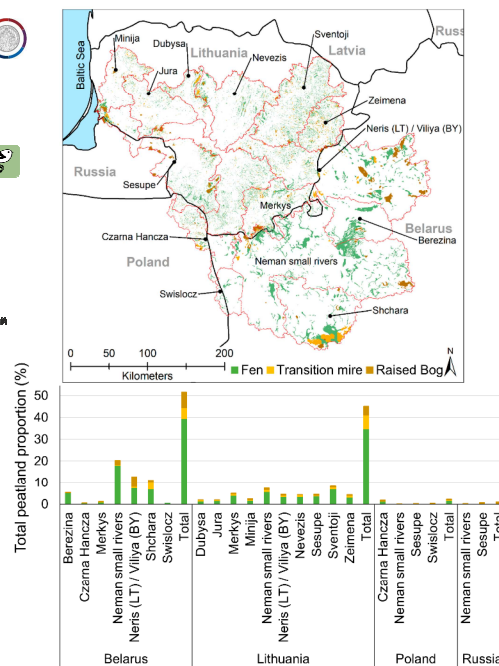 Minija
Dubysa
Sventoji
Russ
Baltic Sea
Lithuania
Latvia
Jura
Nevezis
Zeimena
Neris (LT) / Viliya (BY)
Russia
Sesupe
Merkys
Belarus
Czarna Hancza
Berezina
Poland
Neman small rivers
Swislocz
Shchara
0 50 100 200
Kilometers
Fen Transition mire Raised Bog
N
Total peatland proportion (%)
50
40
30
20
10
0
Berezina
Czarna Hancza
Merkys
Neman small rivers
Neris (LT) / Viliya (BY)
Shchara
Swislocz
Total
Dubysa
Jura
Merkys
Minija
Neman small rivers
Neris (LT) / Viliya (BY)
Nevezis
Sesupe
Sventoji
Zeimena
Total
Czarna Hancza
Neman small rivers
Sesupe
Swislocz
Total
Neman small rivers
Sesupe
Total
Belarus Lithuania Poland Russia